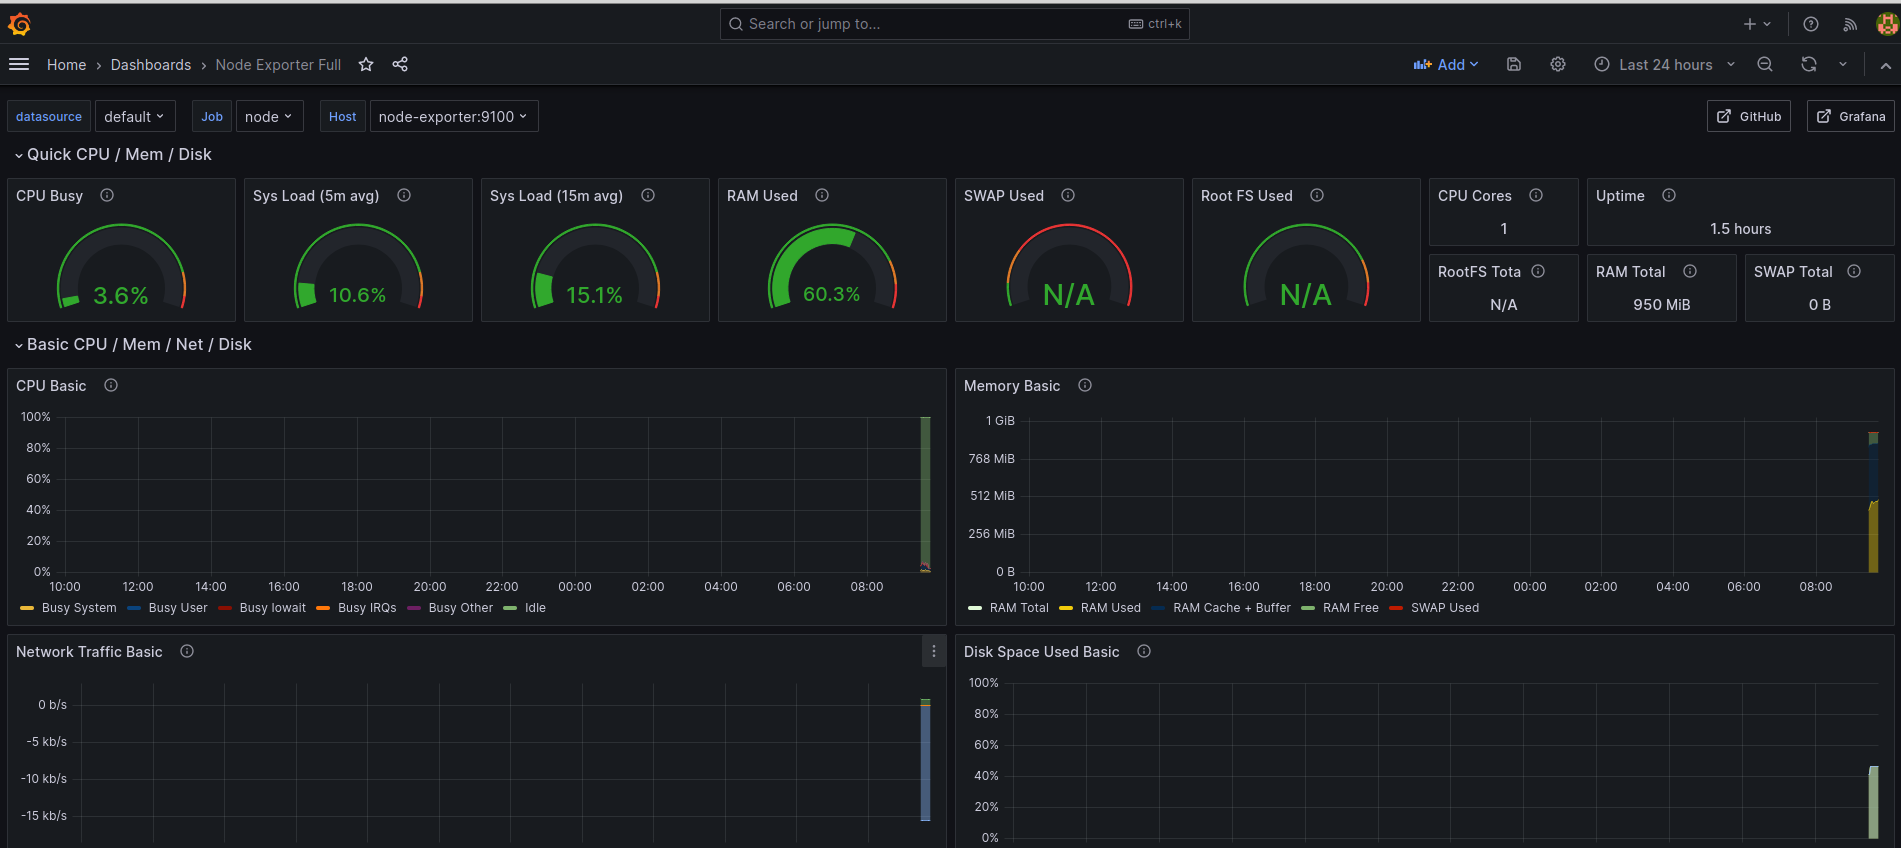 Search or jump to... ctrl+k
Home › Dashboards › Node Exporter Full Add Last 24 hours
datasource default Job node Host node-exporter:9100 GitHub Grafana
Quick CPU / Mem / Disk
CPU Busy Sys Load (5m avg) Sys Load (15m avg) RAM Used SWAP Used Root FS Used CPU Cores Uptime
1 1.5 hours
RootFS Tota RAM Total SWAP Total
3.6% 10.6% 15.1% 60.3% N/A N/A N/A 950 MiB 0 B
Basic CPU / Mem / Net / Disk
CPU Basic
100%
80%
60%
40%
20%
0%
10:00 12:00 14:00 16:00 18:00 20:00 22:00 00:00 02:00 04:00 06:00 08:00
Busy System Busy User Busy Iowait Busy IRQs Busy Other Idle
Memory Basic
1 GiB
768 MiB
512 MiB
256 MiB
0 B
10:00 12:00 14:00 16:00 18:00 20:00 22:00 00:00 02:00 04:00 06:00 08:00
RAM Total RAM Used RAM Cache + Buffer RAM Free SWAP Used
Network Traffic Basic
0 b/s
-5 kb/s
-10 kb/s
-15 kb/s
Disk Space Used Basic
100%
80%
60%
40%
20%
0%